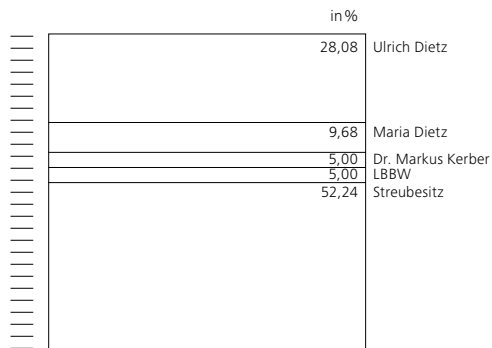 in %
28,08 Ulrich Dietz
9,68 Maria Dietz
5,00 Dr. Markus Kerber
5,00 LBBW
52,24 Streubesitz